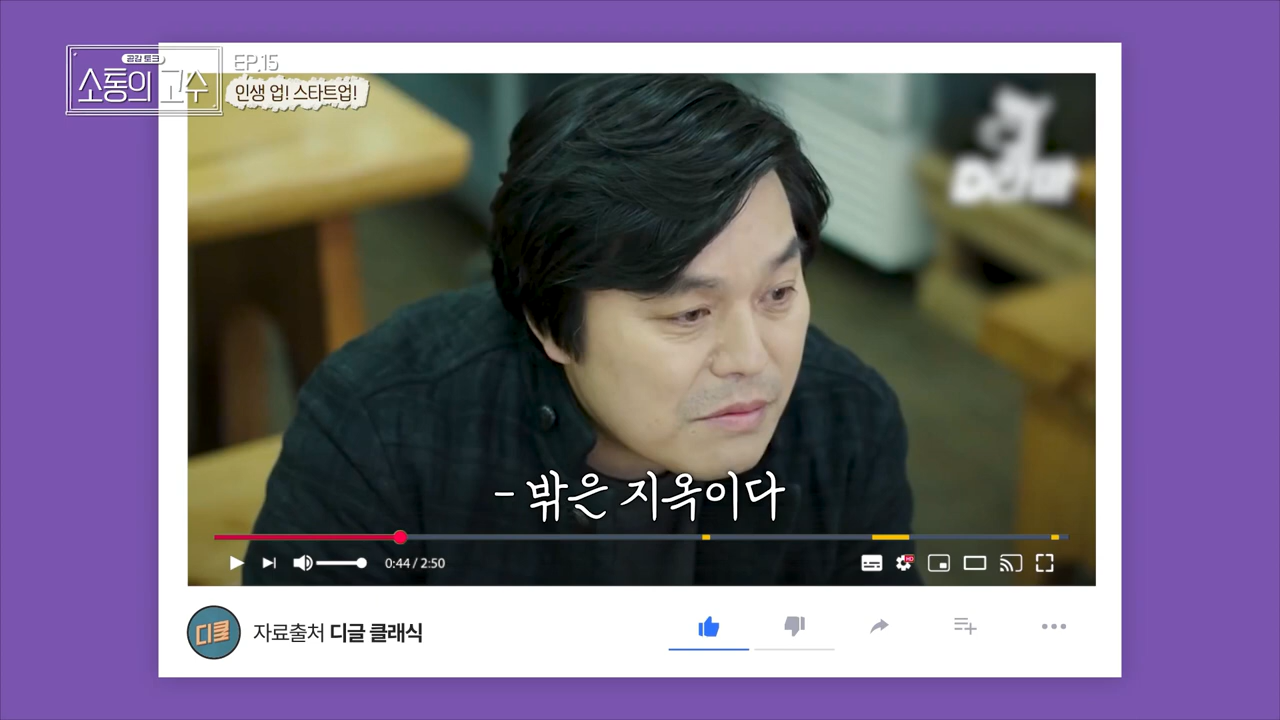 공감 토크
소통의 고수
EP.15
인생 업! 스타트업!
- 밖은 지옥이다
0:44 / 2:50
HD
디클
자료출처 디글 클래식